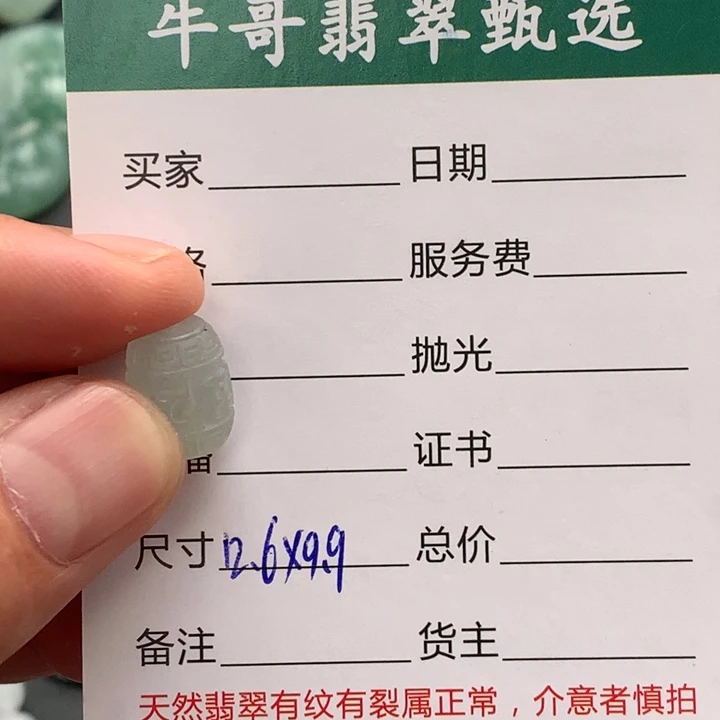 牛哥翡翠甄选
买家 日期
服务费
抛光
证书
尺寸 12.6X9.9 总价
备注 货主
天然翡翠有纹有裂属正常，介意者慎拍